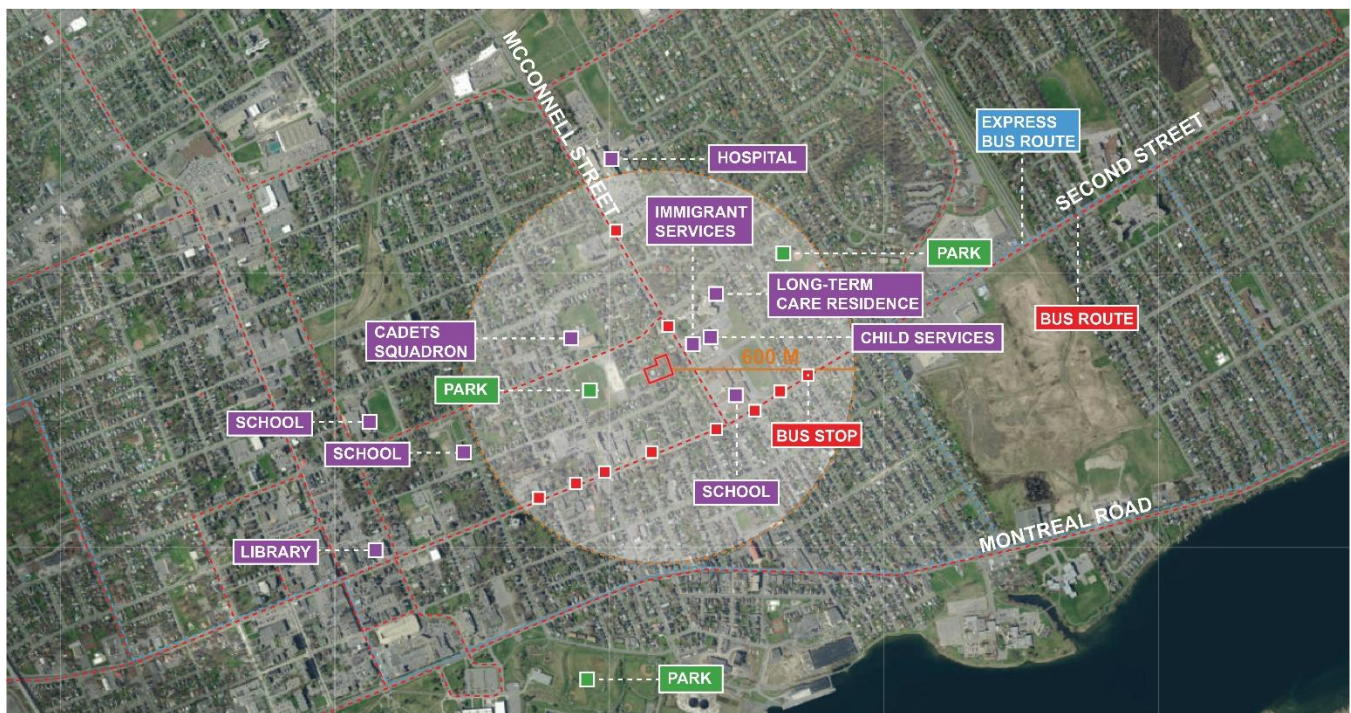 MCCONNELL STREET
EXPRESS
BUS ROUTE
SECOND STREET
HOSPITAL
IMMIGRANT
SERVICES
PARK
LONG-TERM
CARE RESIDENCE
BUS ROUTE
CADETS
SQUADRON
CHILD SERVICES
600 M
PARK
SCHOOL
BUS STOP
SCHOOL
SCHOOL
MONTREAL ROAD
LIBRARY
PARK